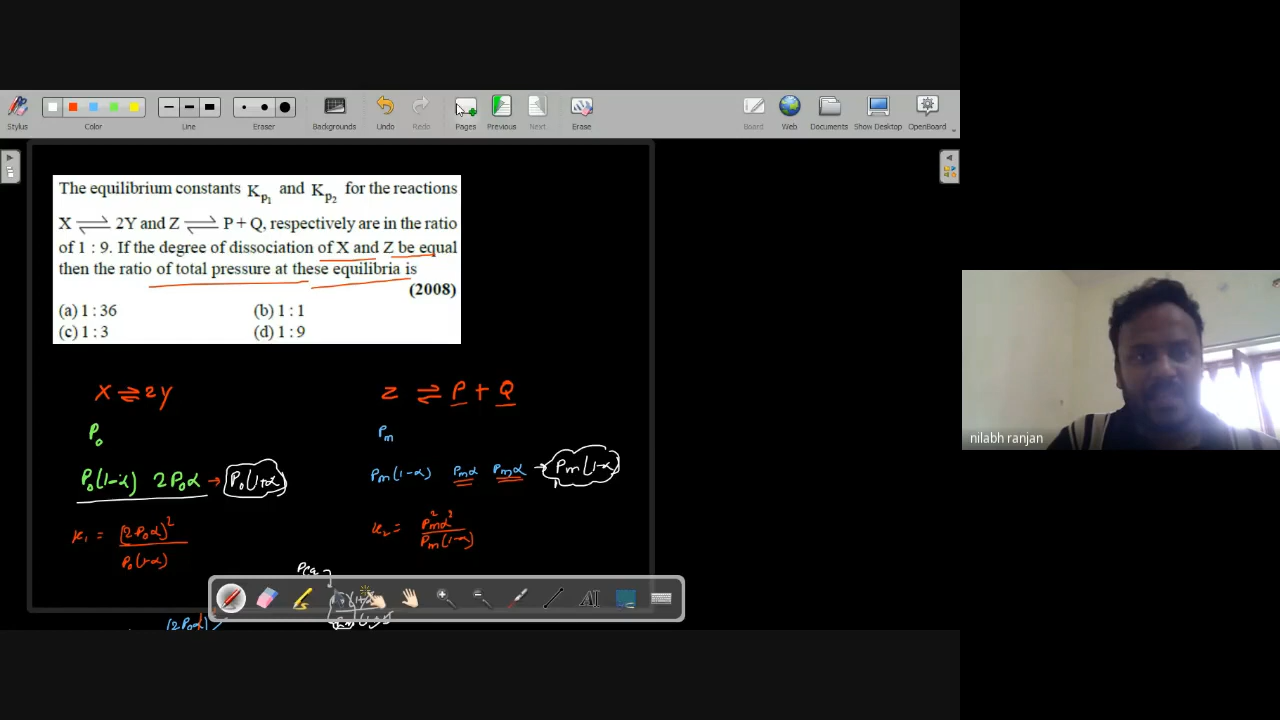 Stylus Color Line Eraser Backgrounds Undo Redo Pages Previous Next Erase Board Web Documents Show Desktop OpenBoard
The equilibrium constants Kp₁ and Kp₂ for the reactions
X ⇌ 2Y and Z ⇌ P + Q, respectively are in the ratio
of 1 : 9. If the degree of dissociation of X and Z be equal
then the ratio of total pressure at these equilibria is
(2008)
(a) 1 : 36 (b) 1 : 1
(c) 1 : 3 (d) 1 : 9
X ⇌ 2Y Z ⇌ P + Q
P₀ Pm
P₀(1-α) 2P₀α → P₀(1+α) Pm(1-α) Pmα Pmα → Pm(1-α)
K₁ = (2P₀α)² / P₀(1-α) K₂ = Pm²α² / Pm(1-α)
(2P₀α)
nilabh ranjan